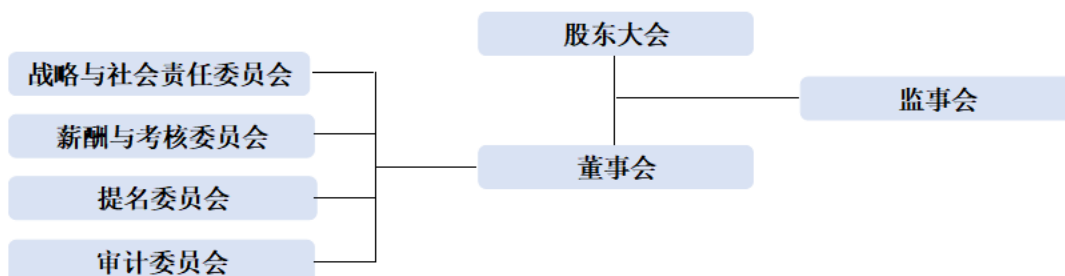 股东大会
战略与社会责任委员会
监事会
薪酬与考核委员会
董事会
提名委员会
审计委员会